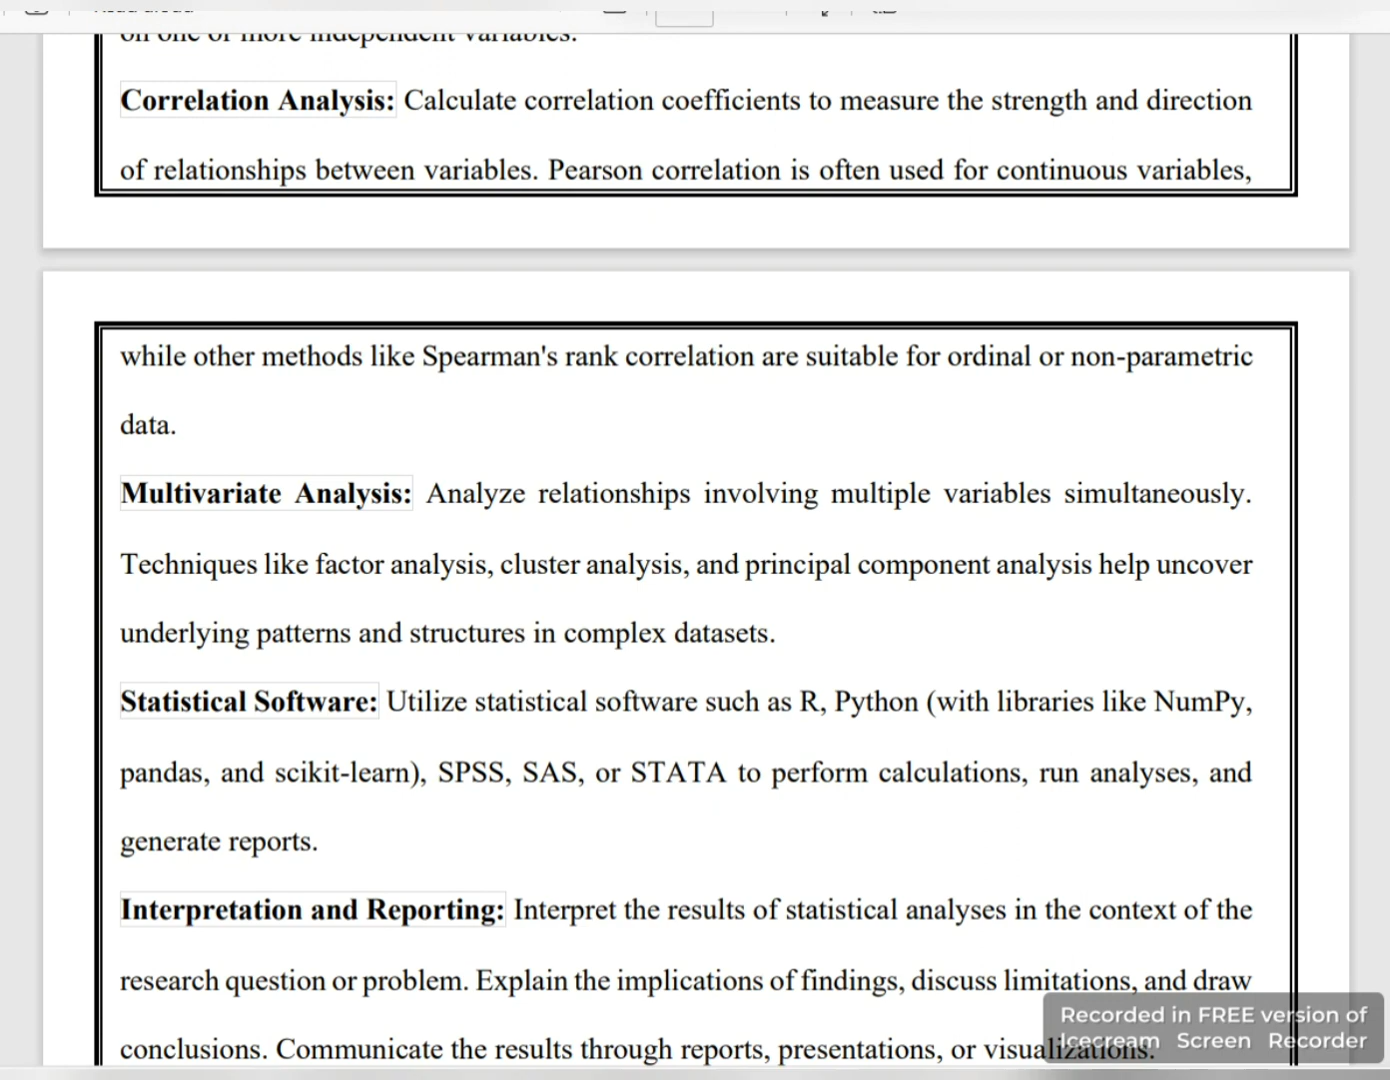 on one or more independent variables.
Correlation Analysis: Calculate correlation coefficients to measure the strength and direction
of relationships between variables. Pearson correlation is often used for continuous variables,
while other methods like Spearman's rank correlation are suitable for ordinal or non-parametric
data.
Multivariate Analysis: Analyze relationships involving multiple variables simultaneously.
Techniques like factor analysis, cluster analysis, and principal component analysis help uncover
underlying patterns and structures in complex datasets.
Statistical Software: Utilize statistical software such as R, Python (with libraries like NumPy,
pandas, and scikit-learn), SPSS, SAS, or STATA to perform calculations, run analyses, and
generate reports.
Interpretation and Reporting: Interpret the results of statistical analyses in the context of the
research question or problem. Explain the implications of findings, discuss limitations, and draw
conclusions. Communicate the results through reports, presentations, or visualizations.
Recorded in FREE version of
Icecream Screen Recorder